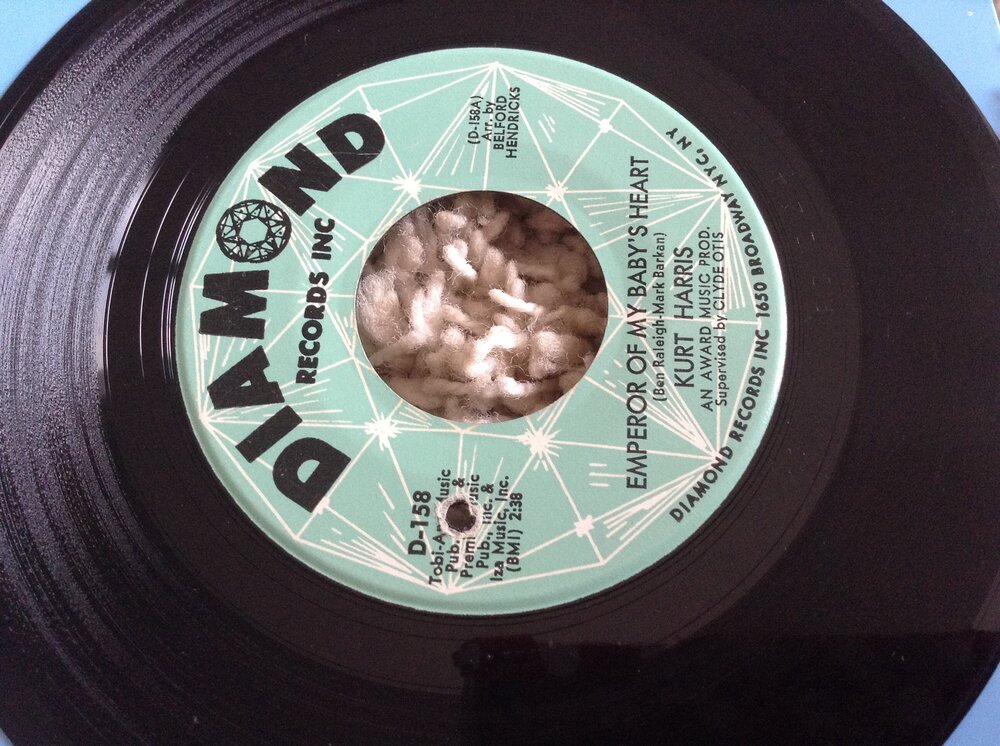 DIAMOND
RECORDS INC
D-158
Music
Pub. &
Music
Pub., Inc. &
Iza Music, Inc.
(BMI) 2:38
(D-158A)
Arr. by
BELFORD
HENDRICKS
EMPEROR OF MY BABY'S HEART
(Ben Raleigh-Mark Barkan)
KURT HARRIS
AN AWARD MUSIC PROD.
Supervised by CLYDE OTIS
DIAMOND RECORDS INC 1650 BROADWAY NYC, NY